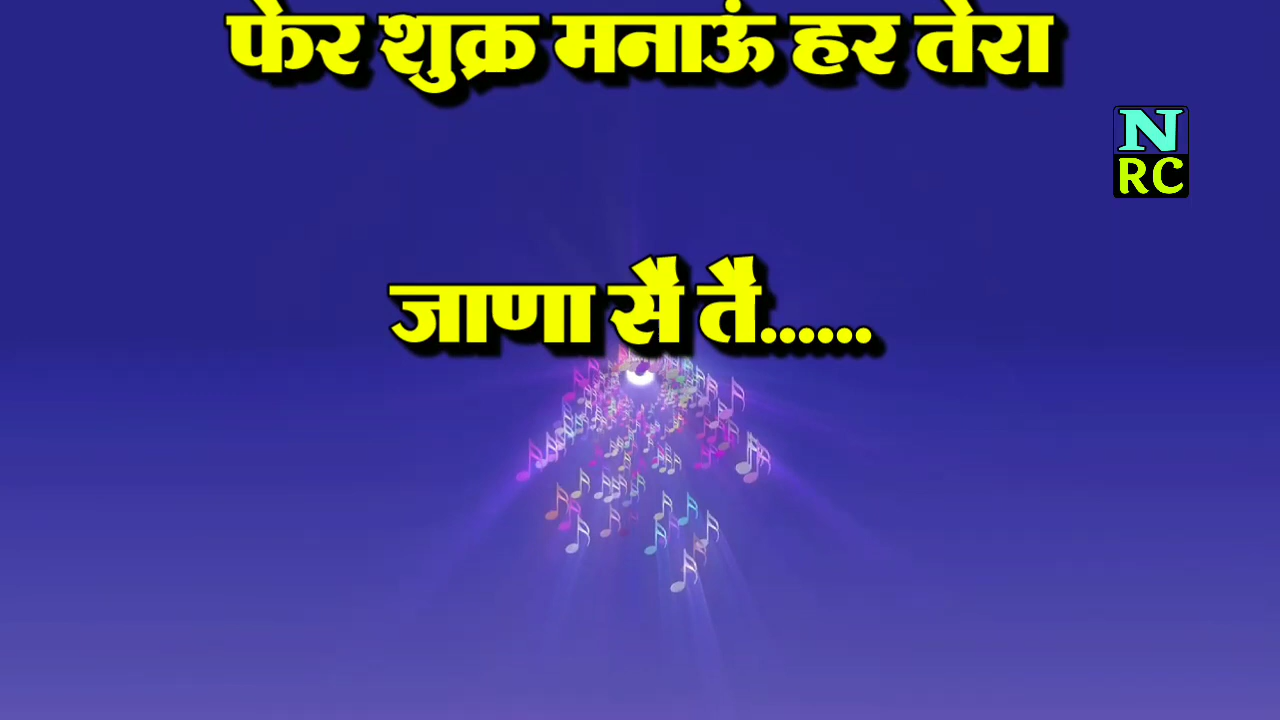 फेर शुक्र मनाऊं हर तेरा
N
RC
जाणा सै तै......